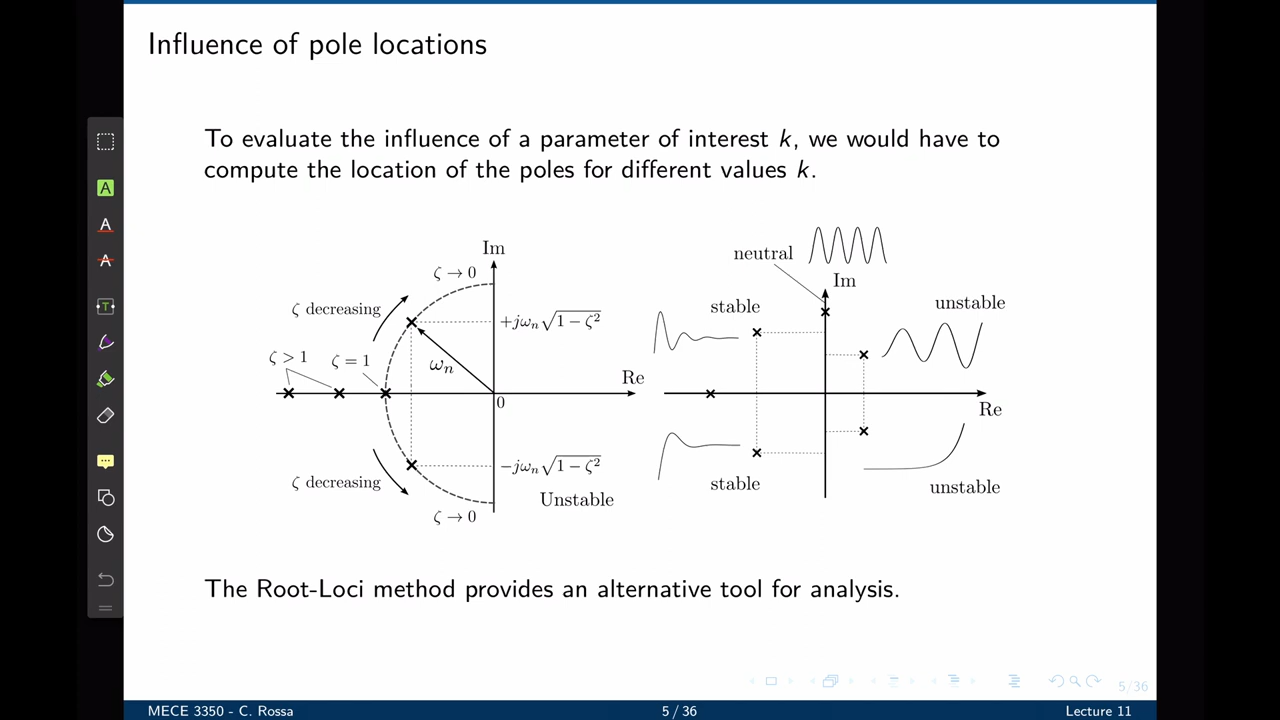 Influence of pole locations
To evaluate the influence of a parameter of interest k, we would have to
compute the location of the poles for different values k.
Im
ζ → 0
ζ decreasing
+jωn√1 − ζ²
ζ > 1
ζ = 1
ωn
Re
0
ζ decreasing
−jωn√1 − ζ²
Unstable
ζ → 0
neutral
Im
stable
unstable
Re
stable
unstable
The Root-Loci method provides an alternative tool for analysis.
5/36
MECE 3350 - C. Rossa
5 / 36
Lecture 11
A
A
A
T